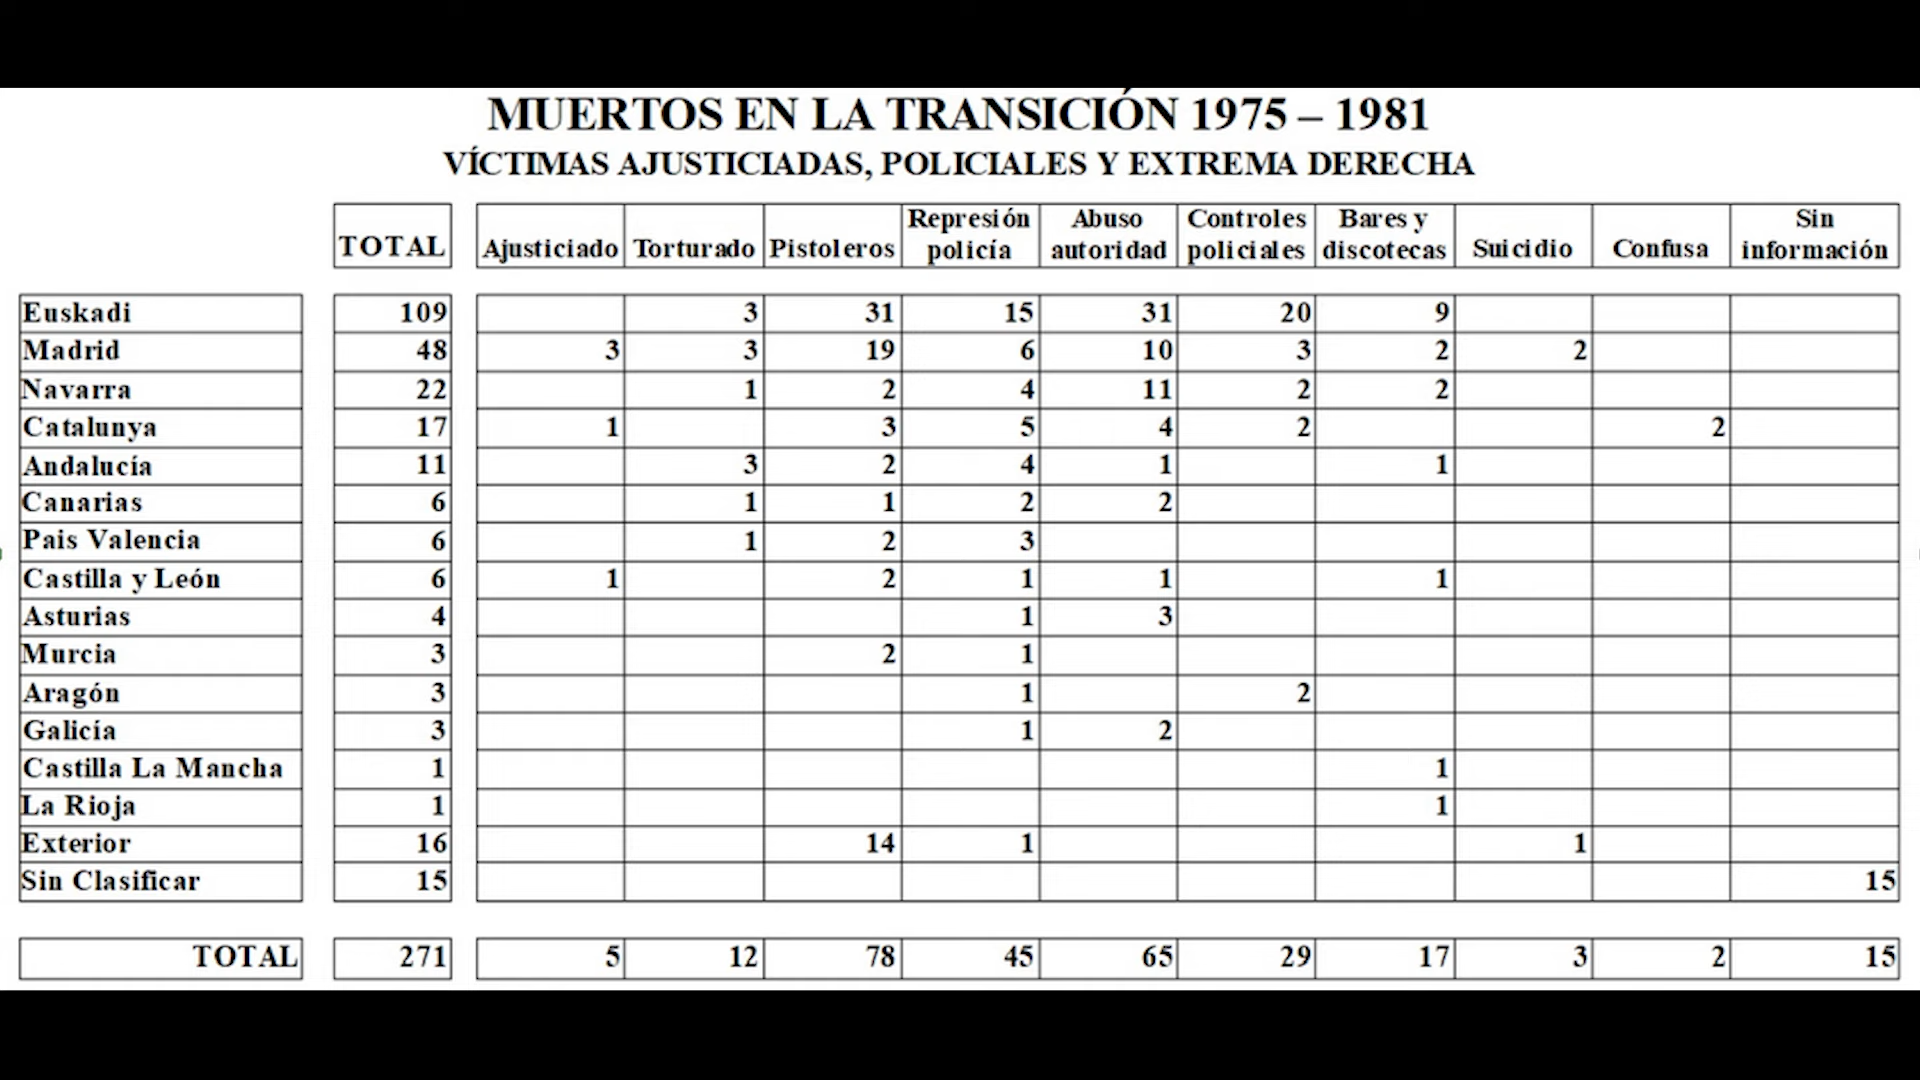 MUERTOS EN LA TRANSICIÓN 1975 – 1981
VÍCTIMAS AJUSTICIADAS, POLICIALES Y EXTREMA DERECHA
TOTAL Ajusticiado Torturado Pistoleros Represión policía Abuso autoridad Controles policiales Bares y discotecas Suicidio Confusa Sin información
Euskadi 109 3 31 15 31 20 9
Madrid 48 3 3 19 6 10 3 2 2
Navarra 22 1 2 4 11 2 2
Catalunya 17 1 3 5 4 2 2
Andalucía 11 3 2 4 1 1
Canarias 6 1 1 2 2
Pais Valencia 6 1 2 3
Castilla y León 6 1 2 1 1 1
Asturias 4 1 3
Murcia 3 2 1
Aragón 3 1 2
Galicía 3 1 2
Castilla La Mancha 1 1
La Rioja 1 1
Exterior 16 14 1 1
Sin Clasificar 15 15
TOTAL 271 5 12 78 45 65 29 17 3 2 15